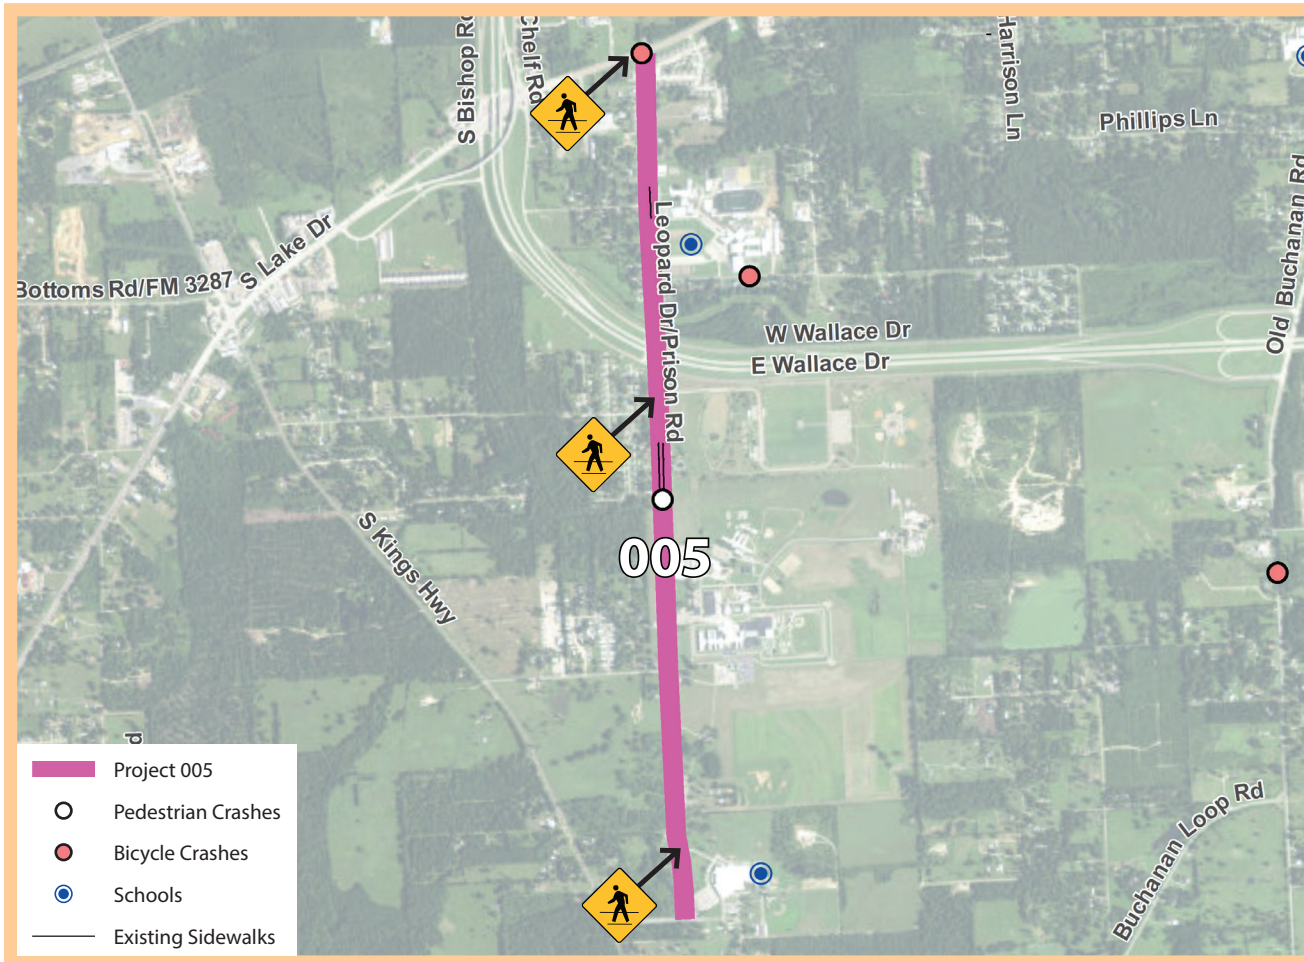 S Bishop Rd
Chelf Rd
Harrison Ln
Phillips Ln
Old Buchanan Rd
Bottoms Rd/FM 3287
S Lake Dr
Leopard Dr/Prison Rd
W Wallace Dr
E Wallace Dr
S Kings Hwy
005
Buchanan Loop Rd
Project 005
Pedestrian Crashes
Bicycle Crashes
Schools
Existing Sidewalks